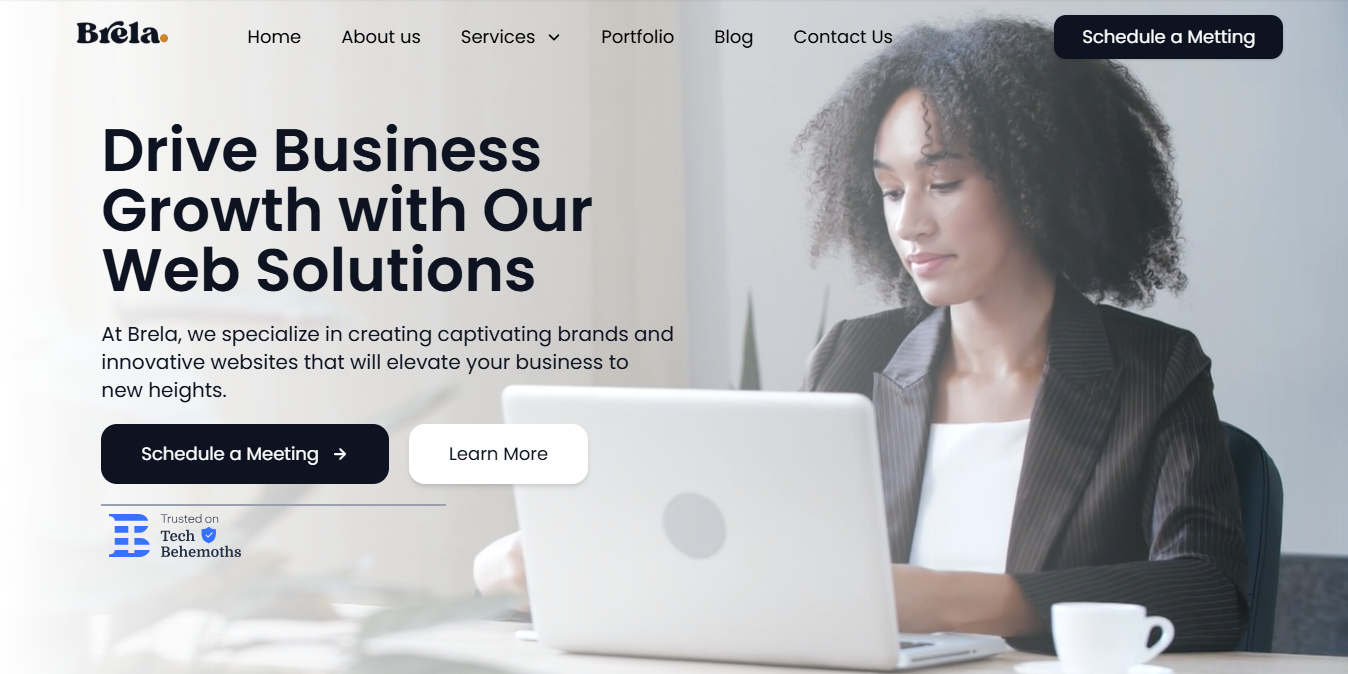 Brela.
Home About us Services Portfolio Blog Contact Us Schedule a Metting
Drive Business
Growth with Our
Web Solutions
At Brela, we specialize in creating captivating brands and
innovative websites that will elevate your business to
new heights.
Schedule a Meeting → Learn More
Trusted on
Tech
Behemoths